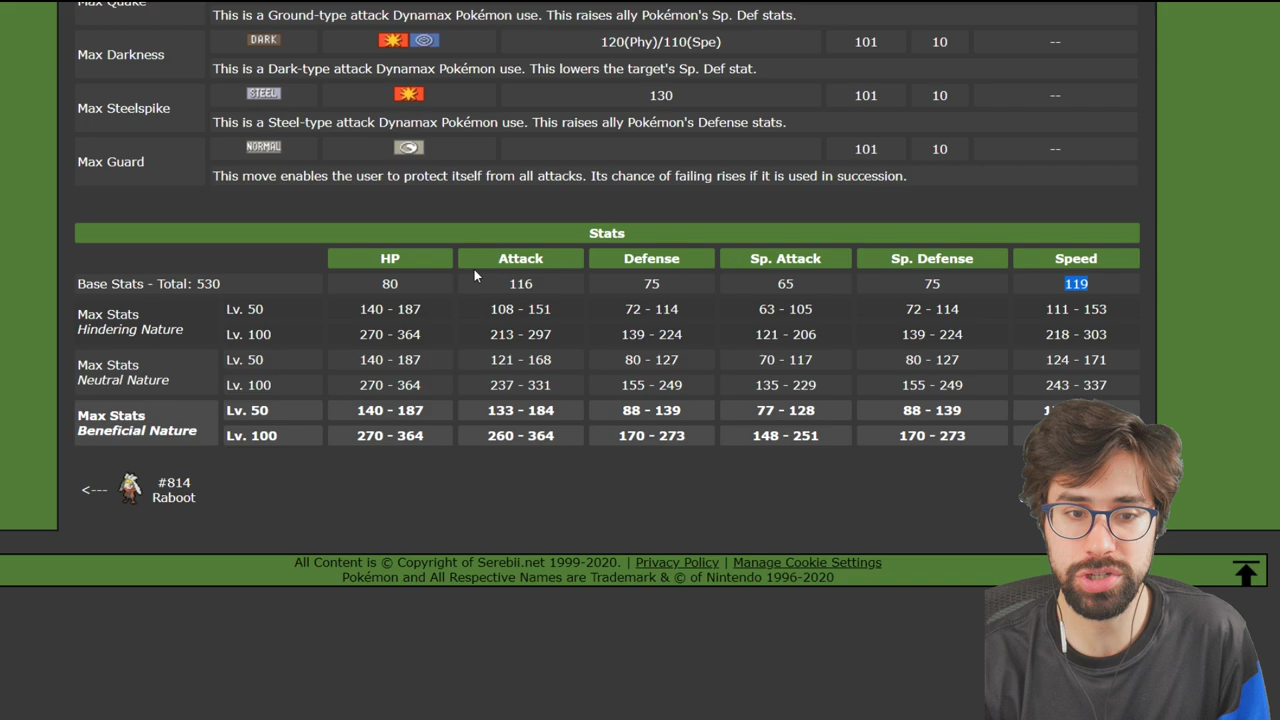 Max Quake
This is a Ground-type attack Dynamax Pokémon use. This raises ally Pokémon's Sp. Def stats.
Max Darkness DARK 120(Phy)/110(Spe) 101 10 --
This is a Dark-type attack Dynamax Pokémon use. This lowers the target's Sp. Def stat.
Max Steelspike STEEL 130 101 10 --
This is a Steel-type attack Dynamax Pokémon use. This raises ally Pokémon's Defense stats.
Max Guard NORMAL 101 10 --
This move enables the user to protect itself from all attacks. Its chance of failing rises if it is used in succession.
Stats
HP Attack Defense Sp. Attack Sp. Defense Speed
Base Stats - Total: 530 80 116 75 65 75 119
Max Stats
Hindering Nature
Lv. 50 140 - 187 108 - 151 72 - 114 63 - 105 72 - 114 111 - 153
Lv. 100 270 - 364 213 - 297 139 - 224 121 - 206 139 - 224 218 - 303
Max Stats
Neutral Nature
Lv. 50 140 - 187 121 - 168 80 - 127 70 - 117 80 - 127 124 - 171
Lv. 100 270 - 364 237 - 331 155 - 249 135 - 229 155 - 249 243 - 337
Max Stats
Beneficial Nature
Lv. 50 140 - 187 133 - 184 88 - 139 77 - 128 88 - 139
Lv. 100 270 - 364 260 - 364 170 - 273 148 - 251 170 - 273
<--- #814
Raboot
All Content is © Copyright of Serebii.net 1999-2020. | Privacy Policy | Manage Cookie Settings
Pokémon and All Respective Names are Trademark & © of Nintendo 1996-2020